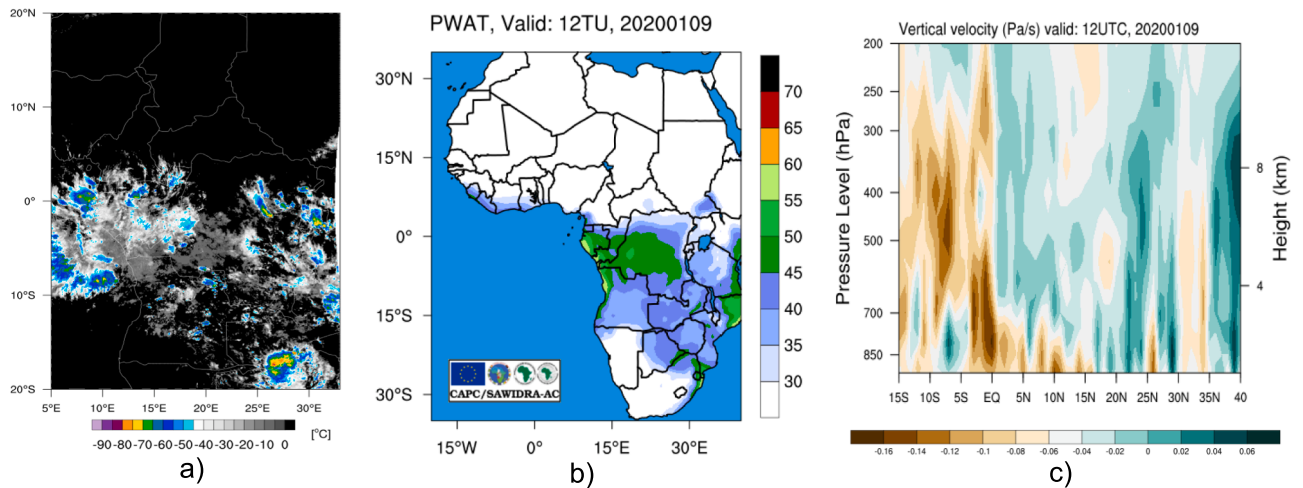 20°N
10°N
0°
10°S
20°S
5°E 10°E 15°E 20°E 25°E 30°E
-90 -80 -70 -60 -50 -40 -30 -20 -10 0
[°C]
a)
PWAT, Valid: 12TU, 20200109
30°N
15°N
0°
15°S
30°S
15°W 0° 15°E 30°E
CAPC/SAWIDRA-AC
70
65
60
55
50
45
40
35
30
b)
Vertical velocity (Pa/s) valid: 12UTC, 20200109
Pressure Level (hPa)
200
250
300
400
500
700
850
8
4
Height (km)
15S 10S 5S EQ 5N 10N 15N 20N 25N 30N 35N 40
-0.16 -0.14 -0.12 -0.1 -0.08 -0.06 -0.04 -0.02 0 0.02 0.04 0.06
c)